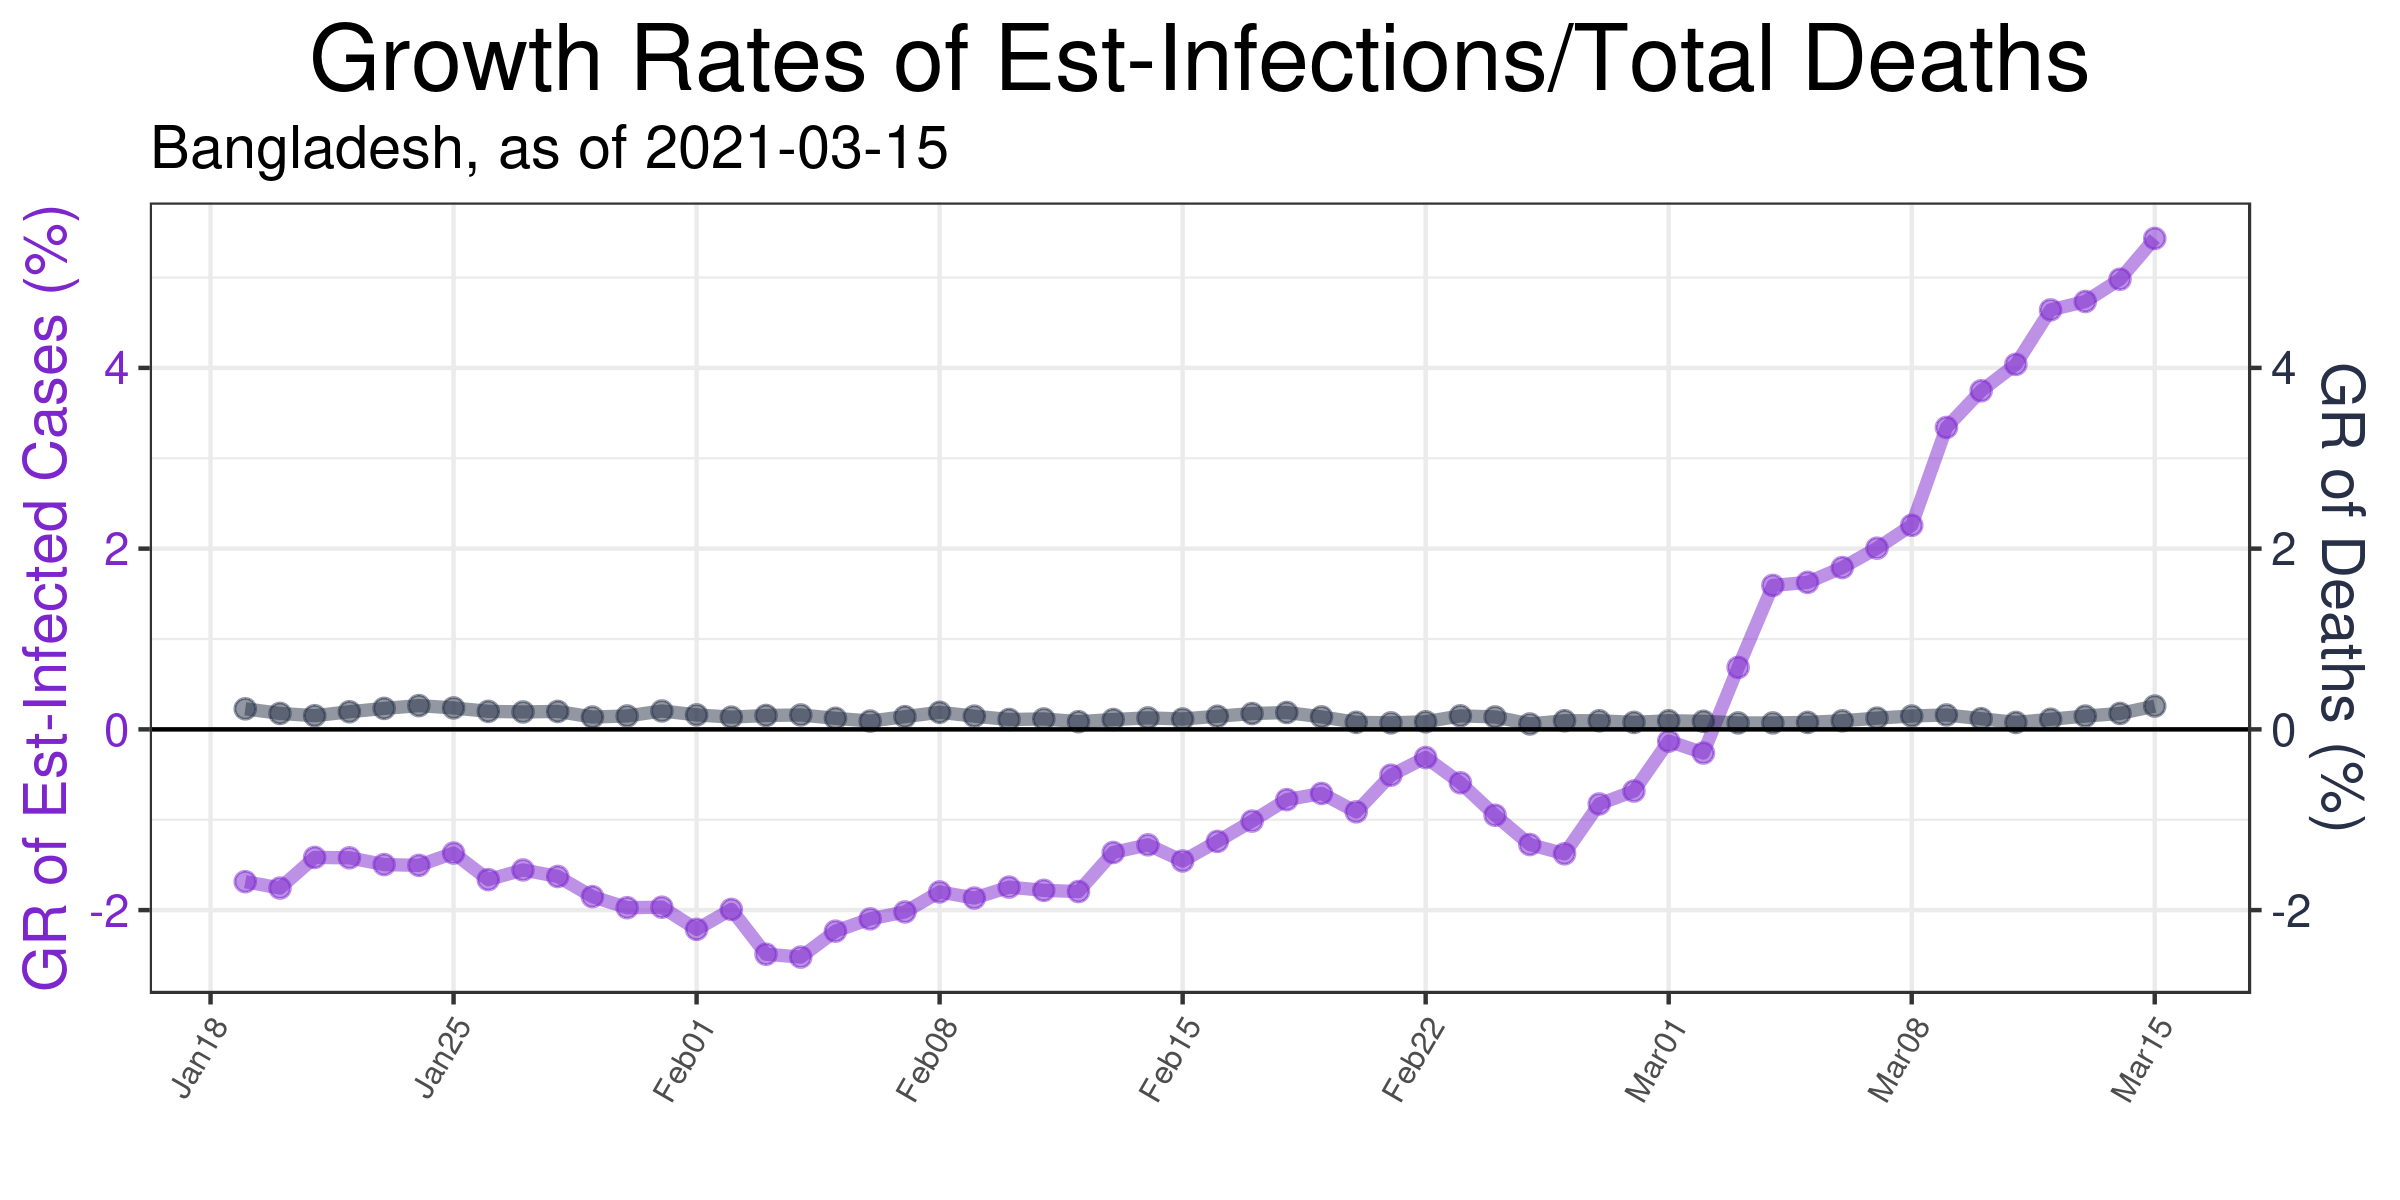 Growth Rates of Est-Infections/Total Deaths
Bangladesh, as of 2021-03-15
GR of Est-Infected Cases (%)
4
2
0
-2
4
2
0
-2
GR of Deaths (%)
Jan18
Jan25
Feb01
Feb08
Feb15
Feb22
Mar01
Mar08
Mar15